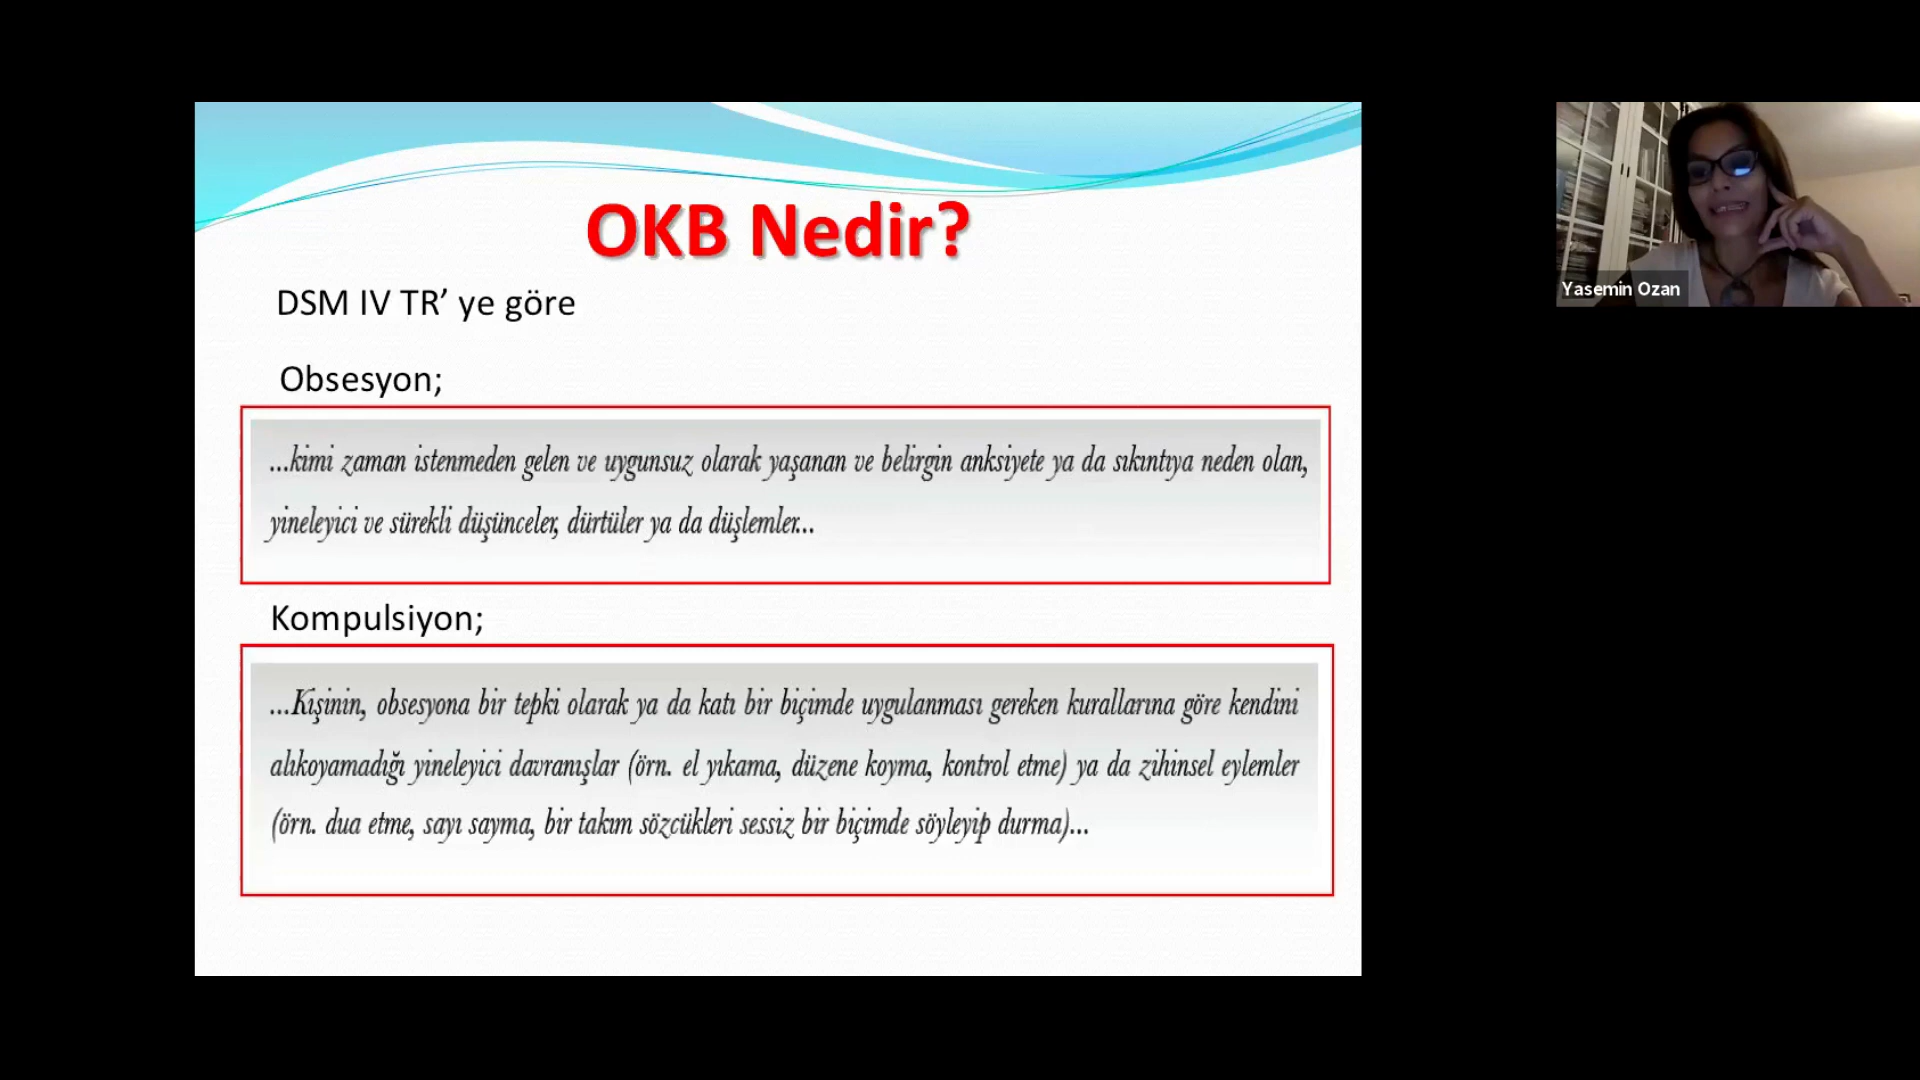 OKB Nedir?
DSM IV TR’ ye göre
Obsesyon;
...kimi zaman istenmeden gelen ve uygunsuz olarak yaşanan ve belirgin anksiyete ya da sıkıntıya neden olan,
yineleyici ve sürekli düşünceler, dürtüler ya da düşlemler...
Kompulsiyon;
...Kişinin, obsesyona bir tepki olarak ya da katı bir biçimde uygulanması gereken kurallarına göre kendini
alıkoyamadığı yineleyici davranışlar (örn. el yıkama, düzene koyma, kontrol etme) ya da zihinsel eylemler
(örn. dua etme, sayı sayma, bir takım sözcükleri sessiz bir biçimde söyleyip durma)...
Yasemin Ozan